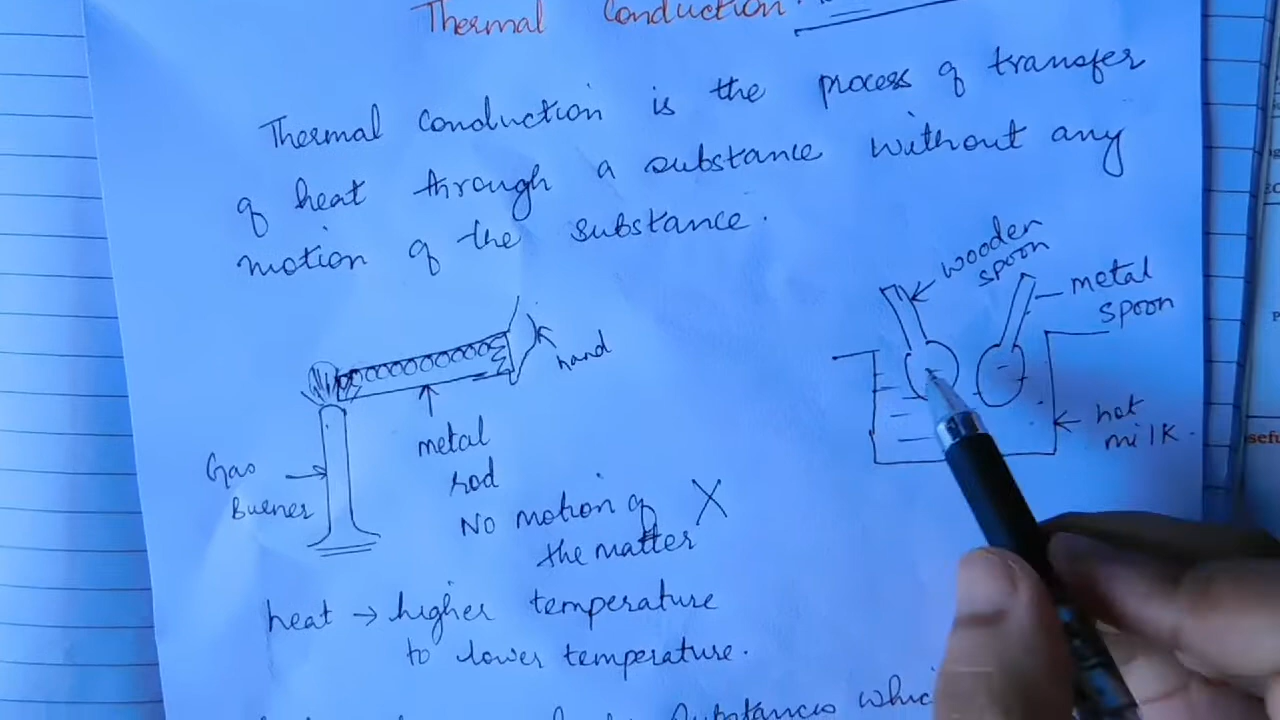 Thermal Conduction.
Thermal Conduction is the process of transfer
of heat through a substance without any
motion of the substance.
wooden
spoon
metal
spoon
hand
hot
milk.
metal
rod
Gas
Burner
No motion of X
the matter
heat → higher temperature
to lower temperature.
Substances whic